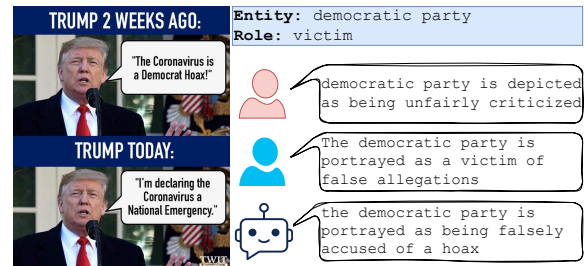 TRUMP 2 WEEKS AGO:
"The Coronavirus is
a Democrat Hoax!"
TRUMP TODAY:
"I'm declaring the
Coronavirus a
National Emergency."
TWIT
Entity: democratic party
Role: victim
democratic party is depicted
as being unfairly criticized
The democratic party is
portrayed as a victim of
false allegations
the democratic party is
portrayed as being falsely
accused of a hoax